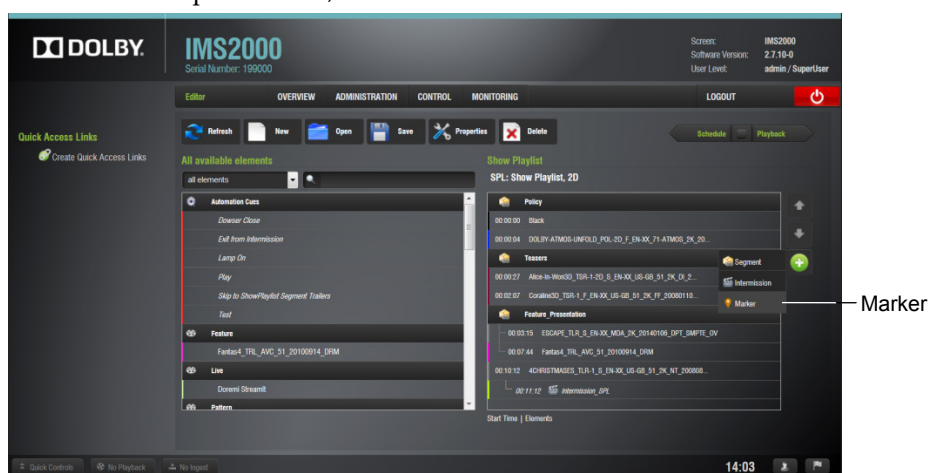 DOLBY.
IMS2000
Serial Number: 199000
Screen: IMS2000
Software Version: 2.7.10-0
User Level: admin / SuperUser
Editor OVERVIEW ADMINISTRATION CONTROL MONITORING LOGOUT
Quick Access Links
Create Quick Access Links
Refresh New Open Save Properties Delete
Schedule Playback
All available elements
all elements
Automation Cues
Dowser Close
Exit from Intermission
Lamp On
Play
Skip to ShowPlaylist Segment Trailers
Test
Feature
Fantas4_TRL_AVC_51_20100914_DRM
Live
Doremi StreamIt
Pattern
Show Playlist
SPL: Show Playlist, 2D
Policy
00:00:00 Black
00:00:04 DOLBY-ATMOS-UNFOLD_POL-2D_F_EN-XX_71-ATMOS_2K_20...
Teasers
00:00:27 Alice-In-Won3D_TSR-1-2D_S_EN-XX_US-GB_51_2K_DI_2...
00:02:07 Coraline3D_TSR-1_F_EN-XX_US-GB_51_2K_FF_20080110...
Feature_Presentation
00:03:15 ESCAPE_TLR_S_EN-XX_MDA_2K_20140106_DPT_SMPTE_OV
00:07:44 Fantas4_TRL_AVC_51_20100914_DRM
00:10:12 4CHRISTMASES_TLR-1_S_EN-XX_US-GB_51_2K_NT_200808...
00:11:12 Intermission_SPL
Segment
Intermission
Marker
Marker
Start Time | Elements
Quick Controls No Playback No Ingest
14:03